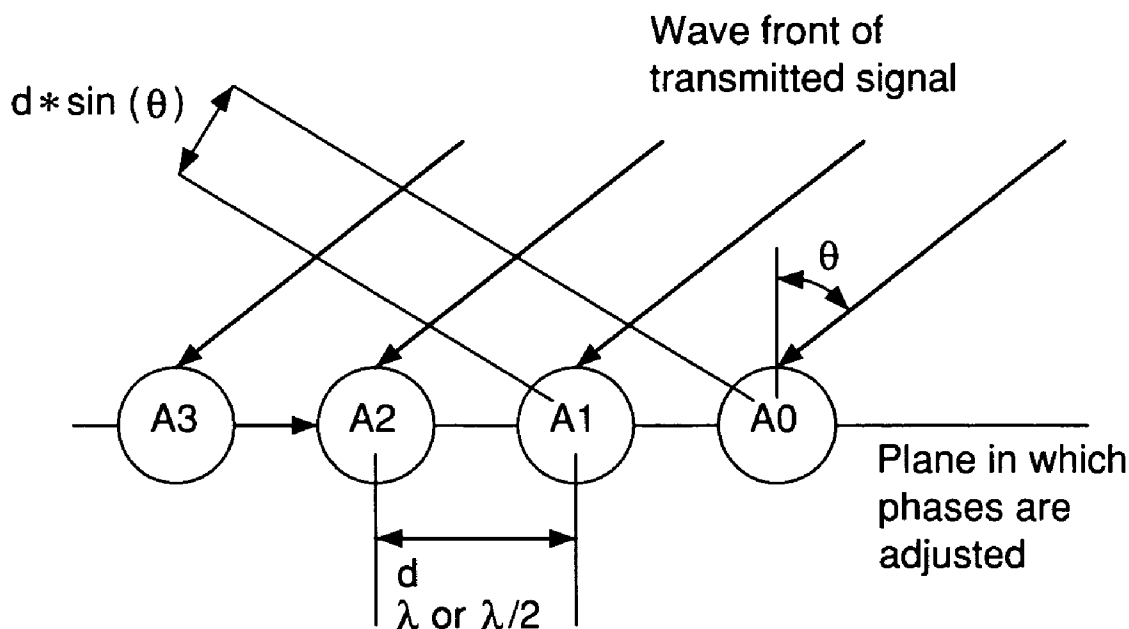 Wave front of
transmitted signal
d * sin (θ)
θ
A3
A2
A1
A0
Plane in which
phases are
adjusted
d
λ or λ/2